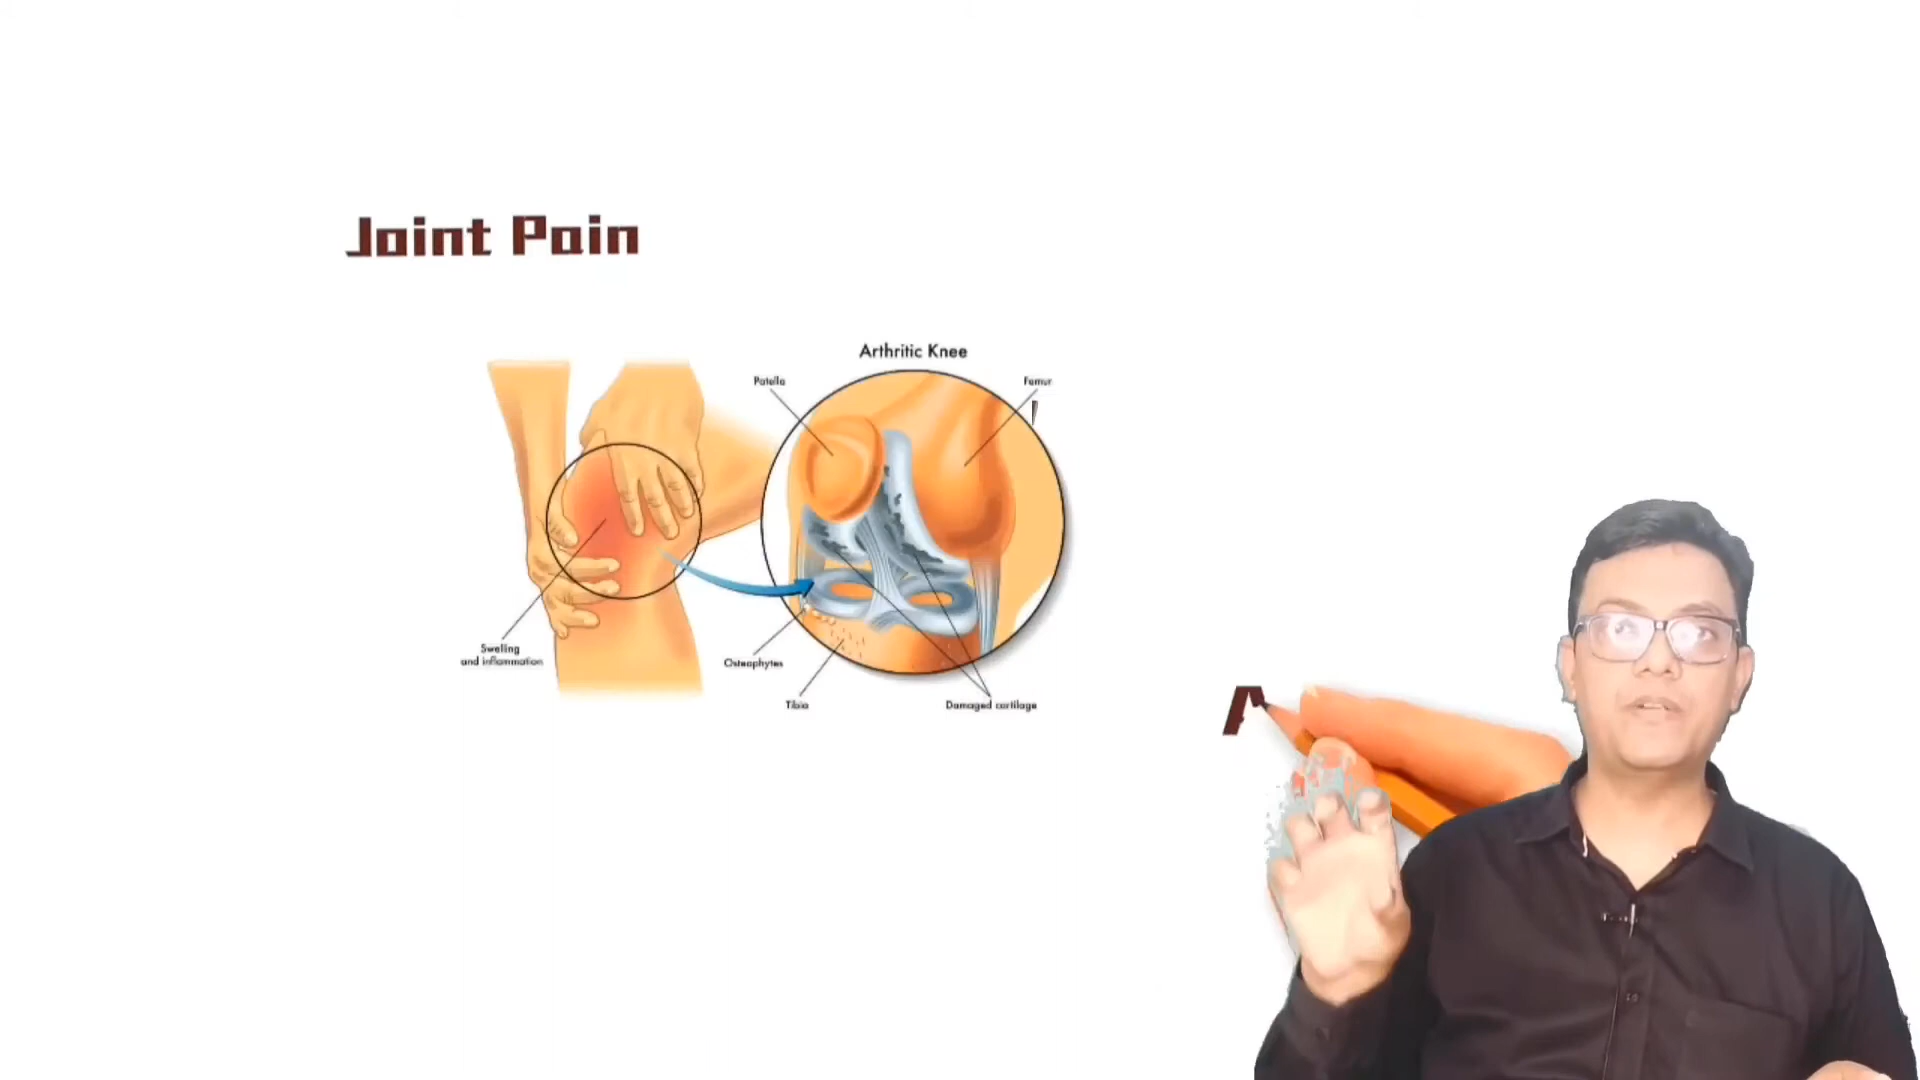 Joint Pain
Arthritic Knee
Patella
Femur
Swelling
and inflammation
Osteophytes
Tibia
Damaged cartilage
A